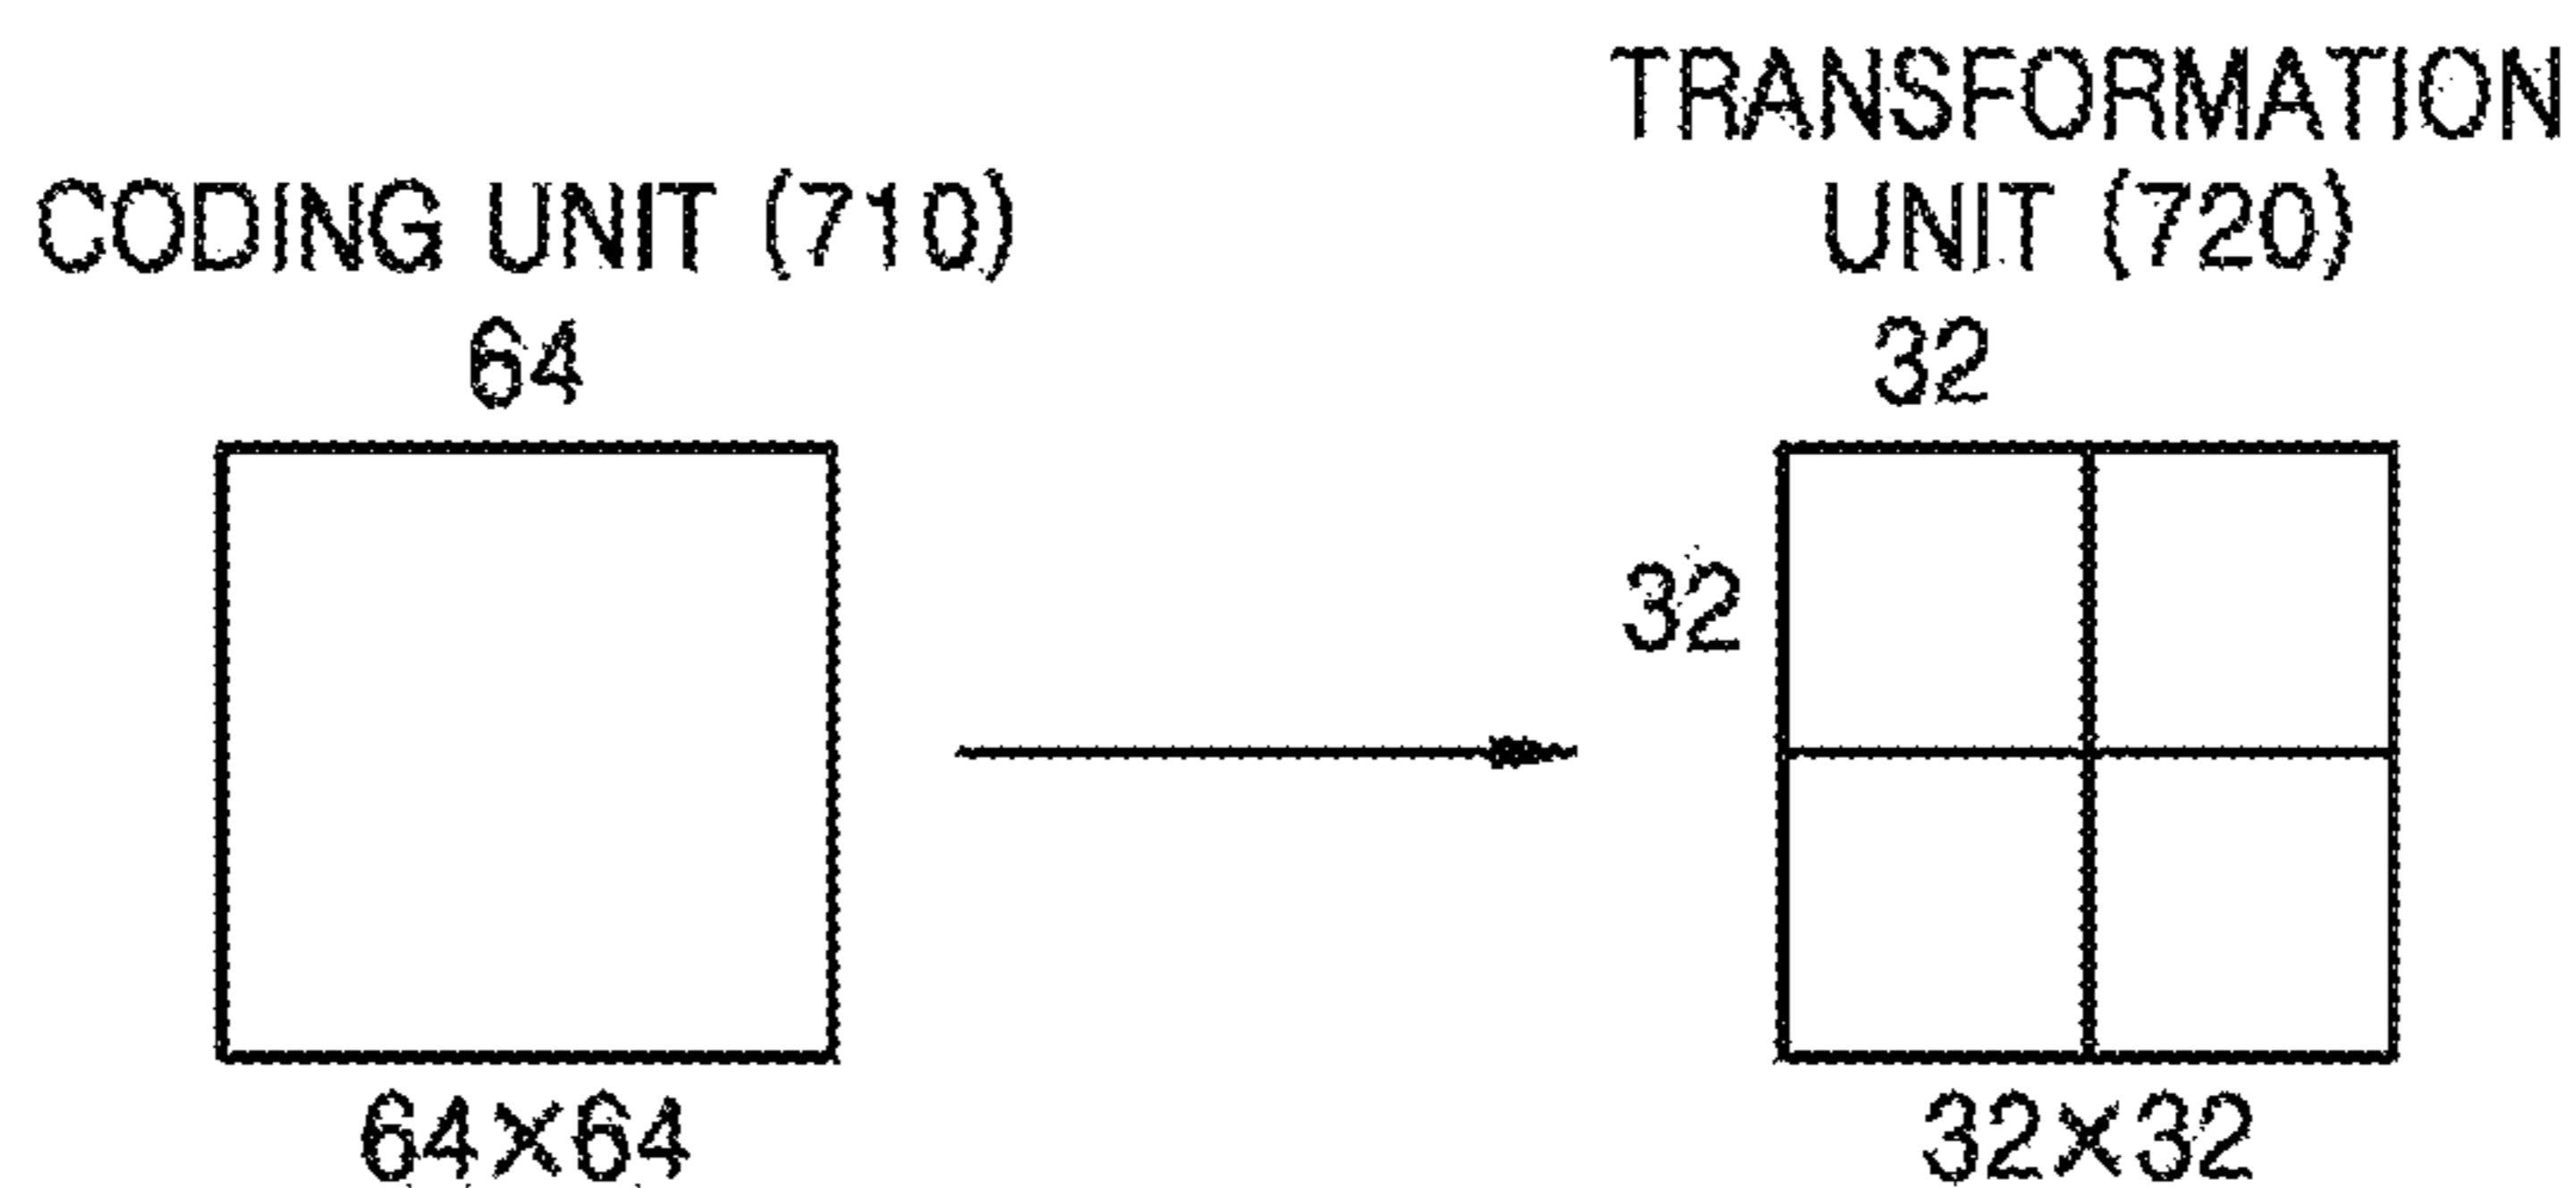 CODING UNIT (710)
64
64×64
TRANSFORMATION
UNIT (720)
32
32
32×32